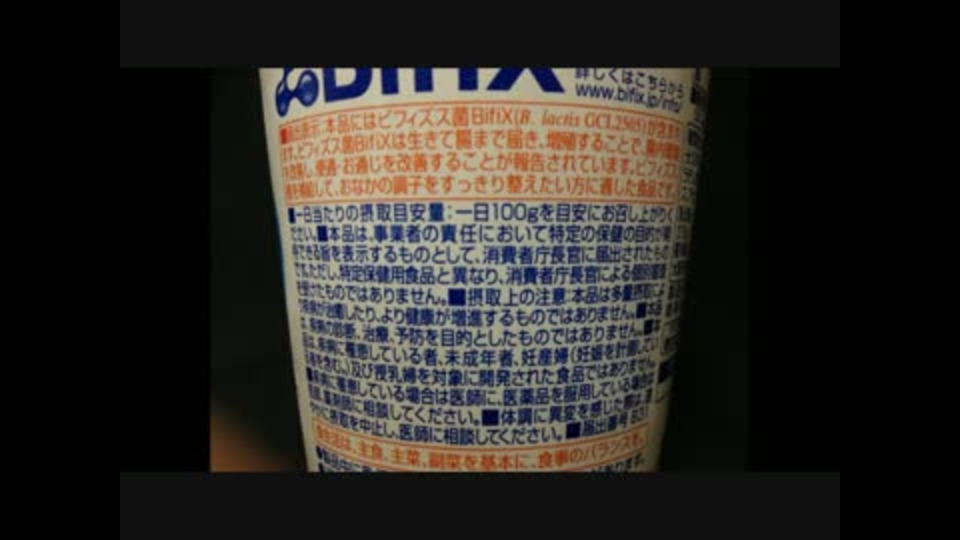 BifiX
詳しくはこちらから
www.bifix.jp/info/
■届出表示:本品にはビフィズス菌BifiX(B. lactis GCL2505)が含まれ
ます。ビフィズス菌BifiXは生きて腸まで届き、増殖することで、
を改善し、便通・お通じを改善することが報告されています。ビフィズス
して、おなかの調子をすっきり整えたい方に適した食品です。
■一日当たりの摂取目安量:一日100gを目安にお召し上がりく
ださい。■本品は、事業者の責任において特定の保健の目的が期
待できる旨を表示するものとして、消費者庁長官に届出されたもの
です。ただし、特定保健用食品と異なり、消費者庁長官による個別審査
を受けたものではありません。■摂取上の注意:本品は多量摂取によ
り疾病が治癒したり、より健康が増進するものではありません。■本品
は、疾病の診断、治療、予防を目的としたものではありません。■本
品は、疾病に罹患している者、未成年者、妊産婦(妊娠を計画してい
る者を含む。)及び授乳婦を対象に開発された食品ではありません。
■疾病に罹患している場合は医師に、医薬品を服用している場合は
医師、薬剤師に相談してください。■体調に異変を感じた際は、速
やかに摂取を中止し、医師に相談してください。■届出番号
食生活は、主食、主菜、副菜を基本に、食事のバランスを。
●製品中に